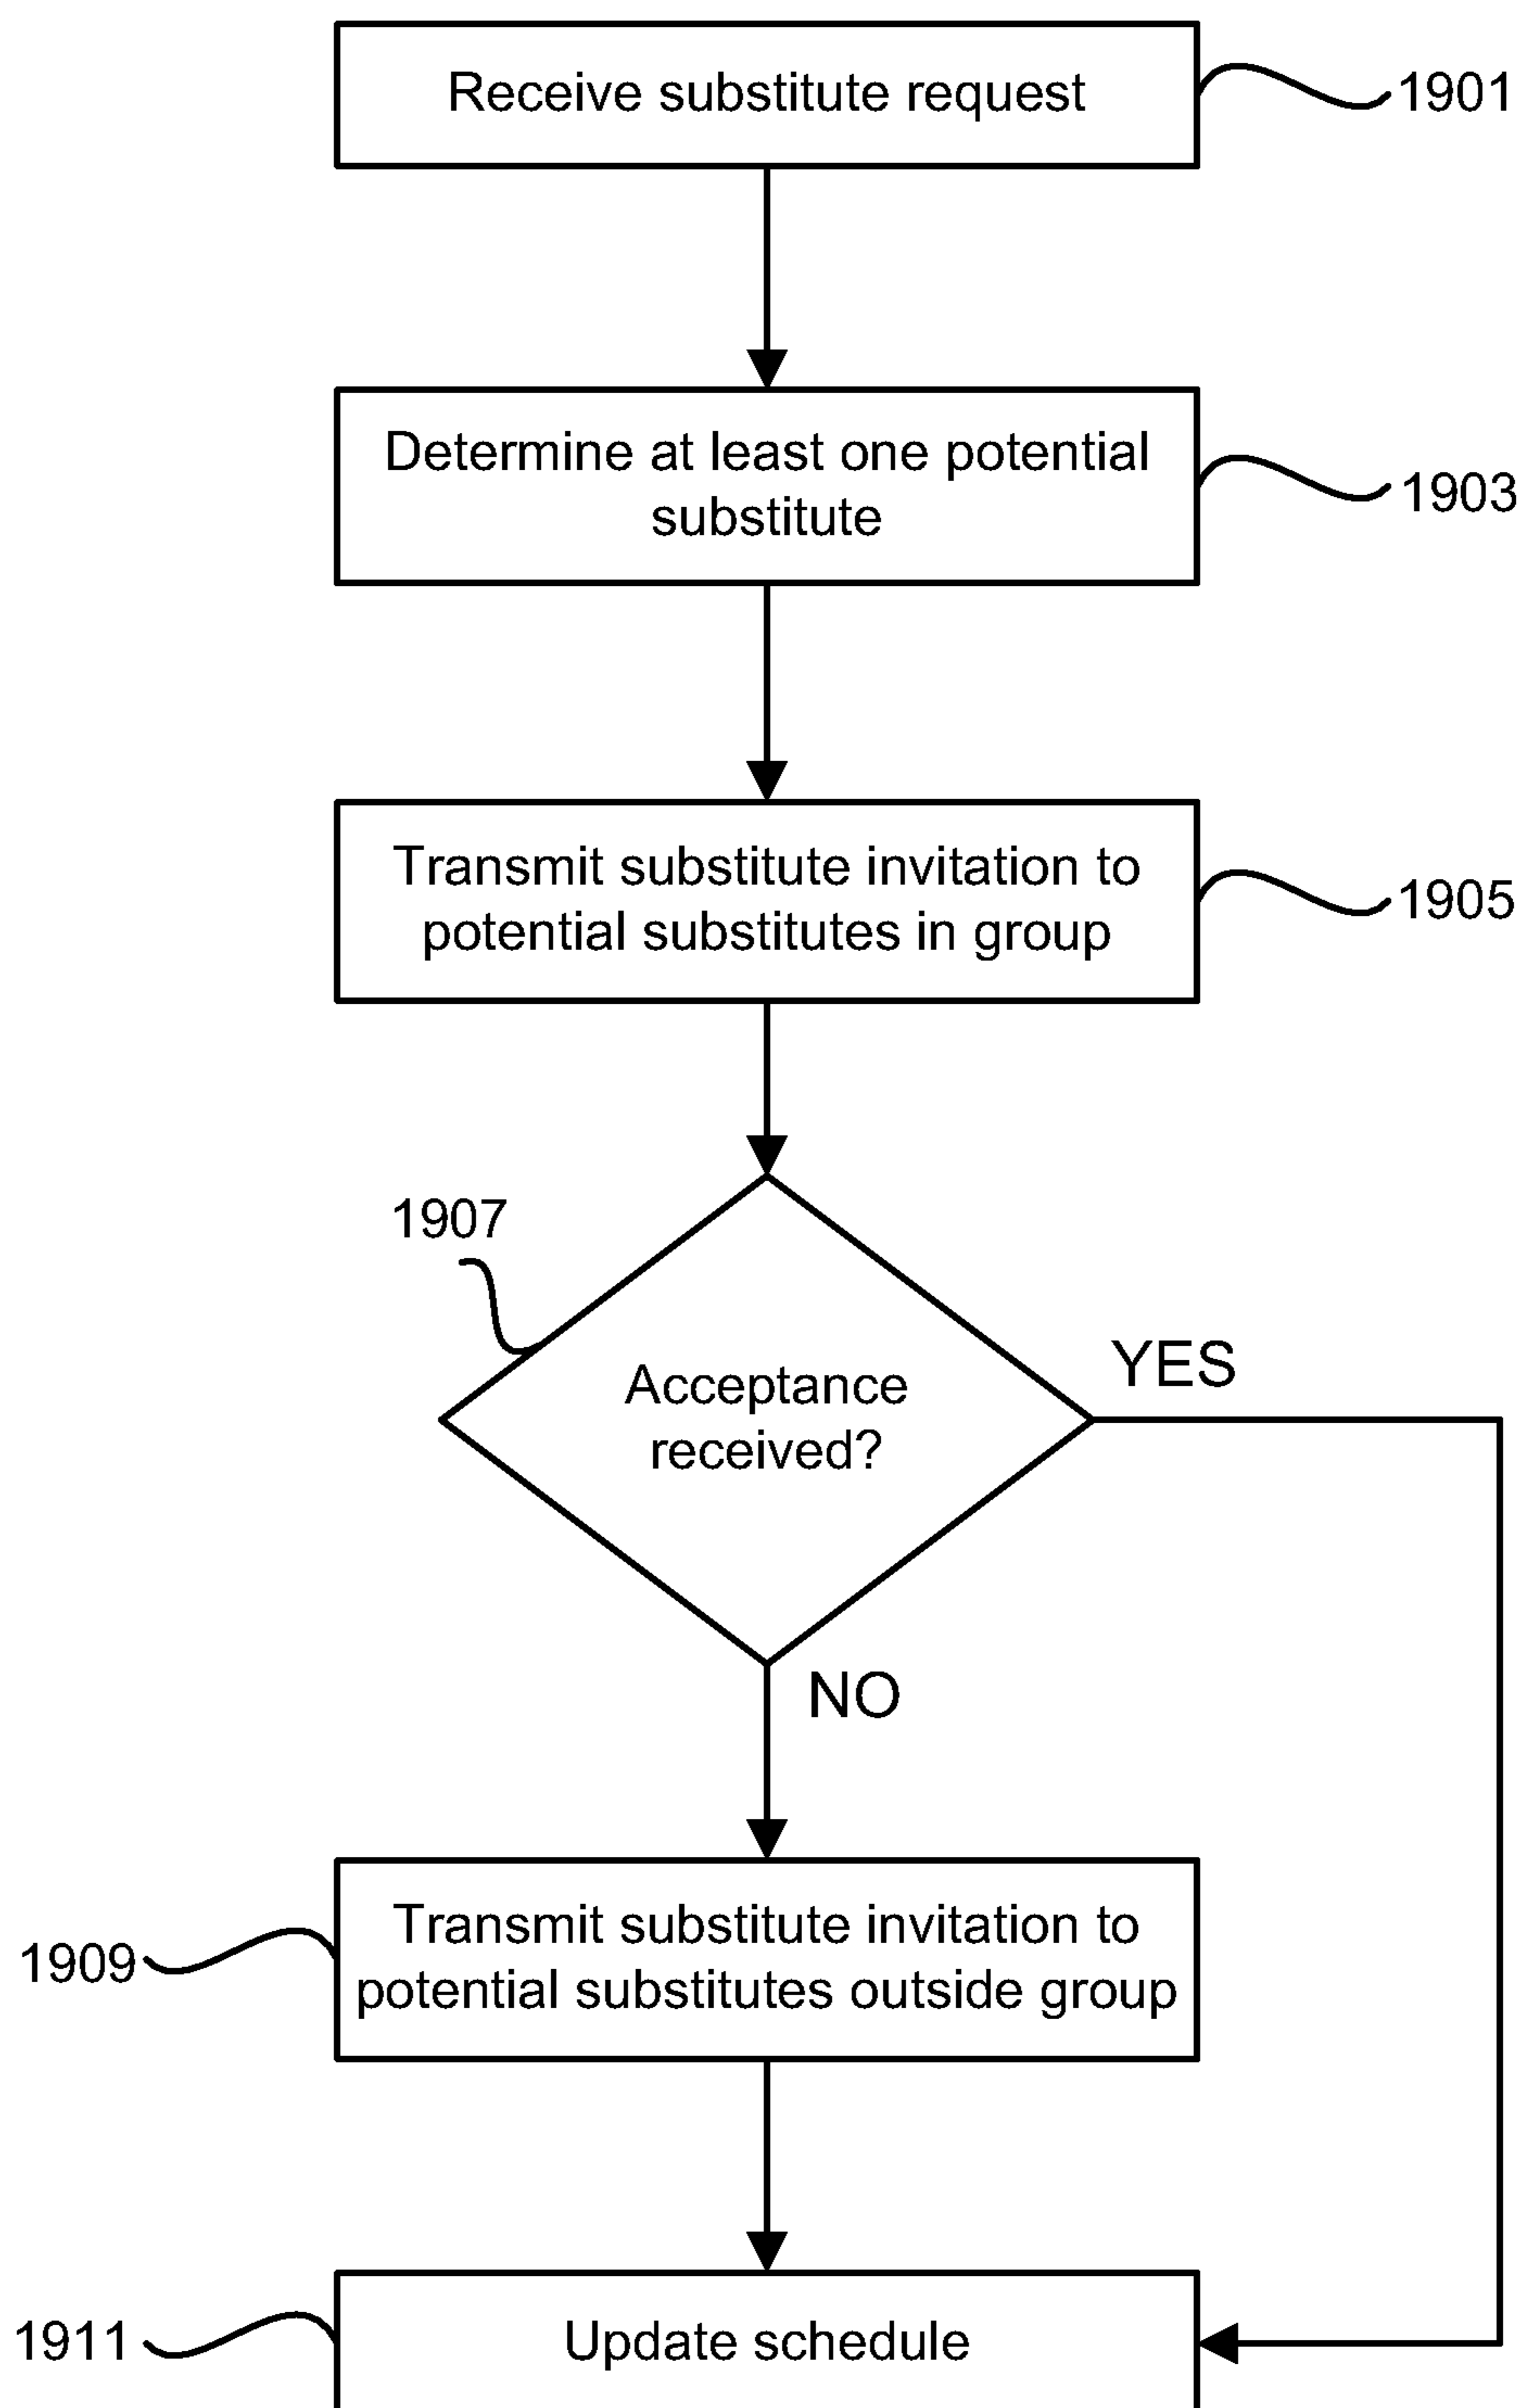 Receive substitute request
1901
Determine at least one potential
substitute
1903
Transmit substitute invitation to
potential substitutes in group
1905
1907
Acceptance
received?
YES
NO
Transmit substitute invitation to
potential substitutes outside group
1909
Update schedule
1911